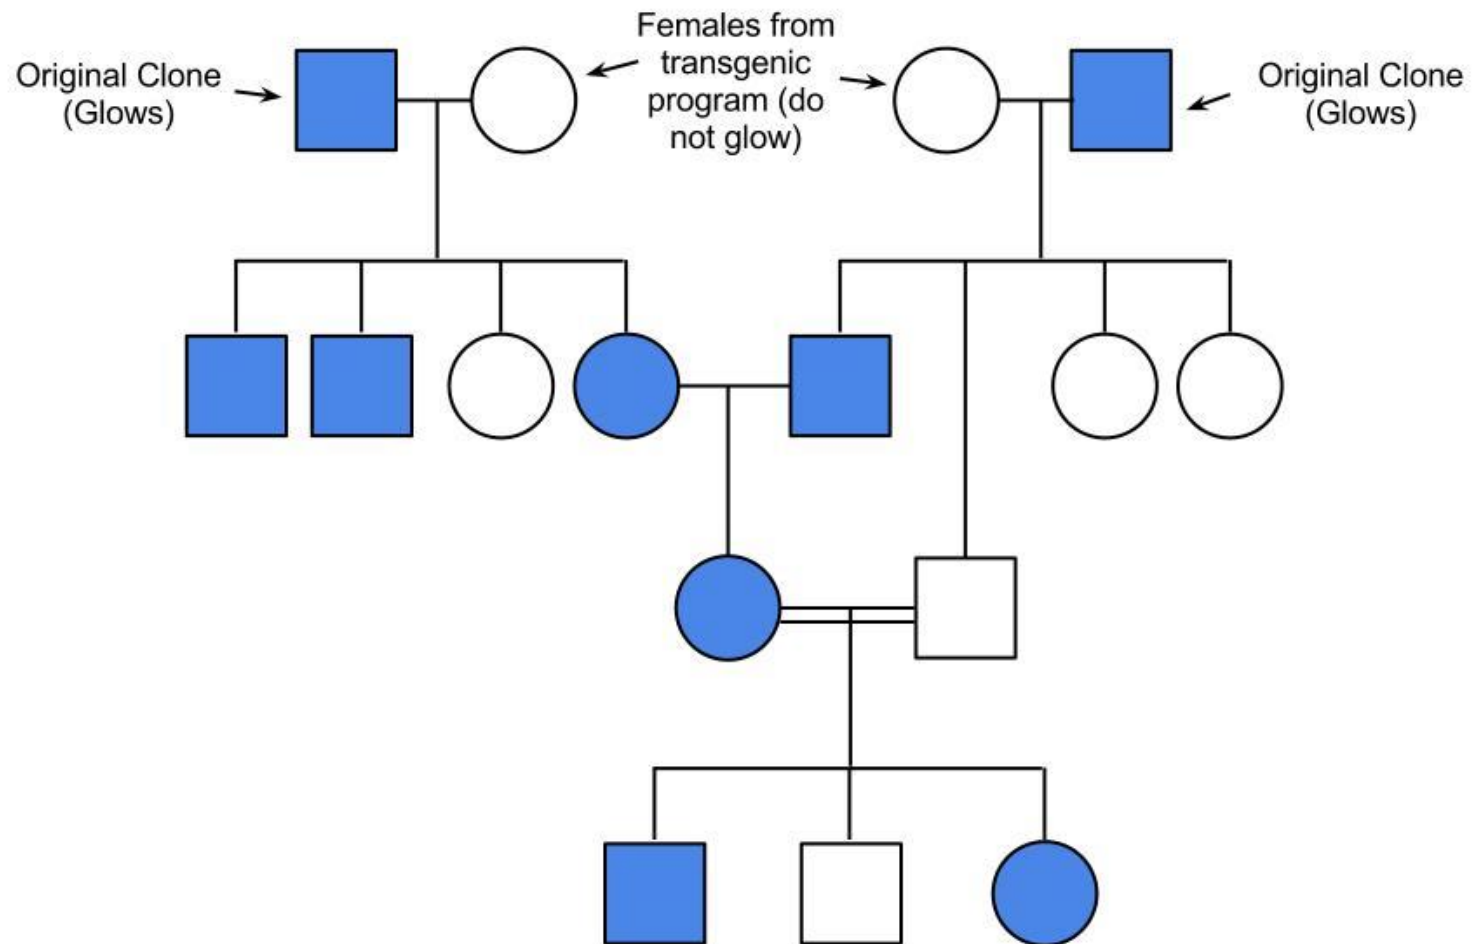 Original Clone
(Glows)
Females from
transgenic
program (do
not glow)
Original Clone
(Glows)